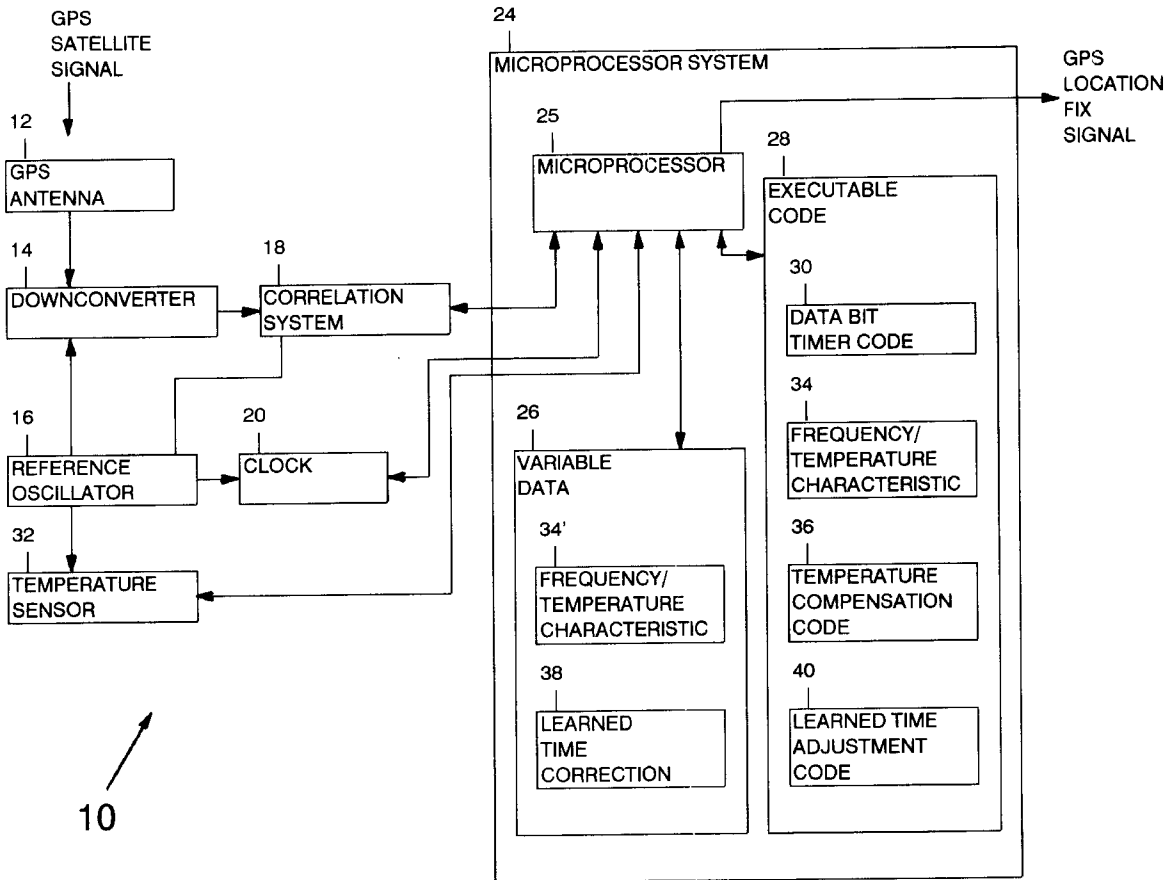 GPS
SATELLITE
SIGNAL
12
GPS
ANTENNA
14
DOWNCONVERTER
18
CORRELATION
SYSTEM
16
REFERENCE
OSCILLATOR
20
CLOCK
32
TEMPERATURE
SENSOR
10
24
MICROPROCESSOR SYSTEM
25
MICROPROCESSOR
GPS
LOCATION
FIX
SIGNAL
26
VARIABLE
DATA
34'
FREQUENCY/
TEMPERATURE
CHARACTERISTIC
38
LEARNED
TIME
CORRECTION
28
EXECUTABLE
CODE
30
DATA BIT
TIMER CODE
34
FREQUENCY/
TEMPERATURE
CHARACTERISTIC
36
TEMPERATURE
COMPENSATION
CODE
40
LEARNED TIME
ADJUSTMENT
CODE